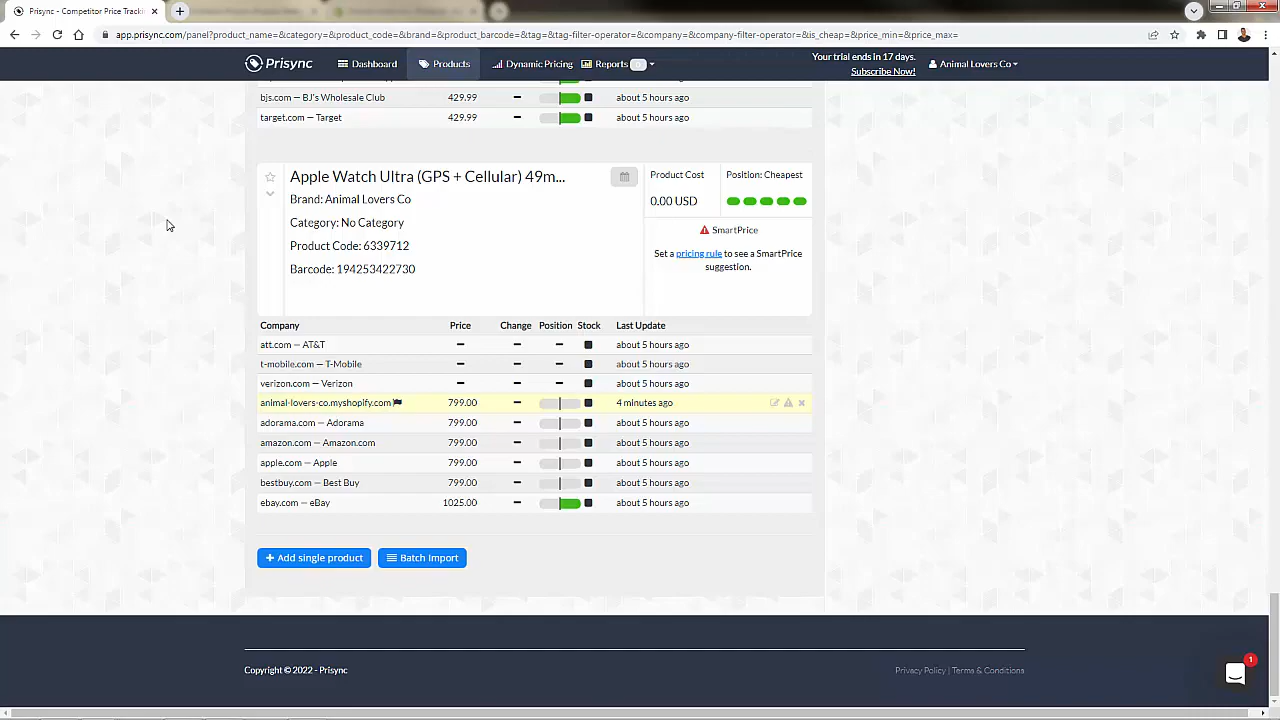 Prisync - Competitor Price Tracki
app.prisync.com/panel?product_name=&category=&product_code=&brand=&product_barcode=&tag=&tag-filter-operator=&company=&company-filter-operator=&is_cheap=&price_min=&price_max=
Prisync
Dashboard
Products
Dynamic Pricing
Reports
Your trial ends in 17 days.
Subscribe Now!
Animal Lovers Co
bjs.com — BJ's Wholesale Club 429.99 – about 5 hours ago
target.com — Target 429.99 – about 5 hours ago
Apple Watch Ultra (GPS + Cellular) 49m...
Brand: Animal Lovers Co
Category: No Category
Product Code: 6339712
Barcode: 194253422730
Product Cost
0.00 USD
Position: Cheapest
SmartPrice
Set a pricing rule to see a SmartPrice
suggestion.
Company Price Change Position Stock Last Update
att.com — AT&T – – – about 5 hours ago
t-mobile.com — T-Mobile – – – about 5 hours ago
verizon.com — Verizon – – – about 5 hours ago
animal-lovers-co.myshopify.com 799.00 – 4 minutes ago
adorama.com — Adorama 799.00 – about 5 hours ago
amazon.com — Amazon.com 799.00 – about 5 hours ago
apple.com — Apple 799.00 – about 5 hours ago
bestbuy.com — Best Buy 799.00 – about 5 hours ago
ebay.com — eBay 1025.00 – about 5 hours ago
+ Add single product
Batch Import
Copyright © 2022 - Prisync
Privacy Policy | Terms & Conditions
1